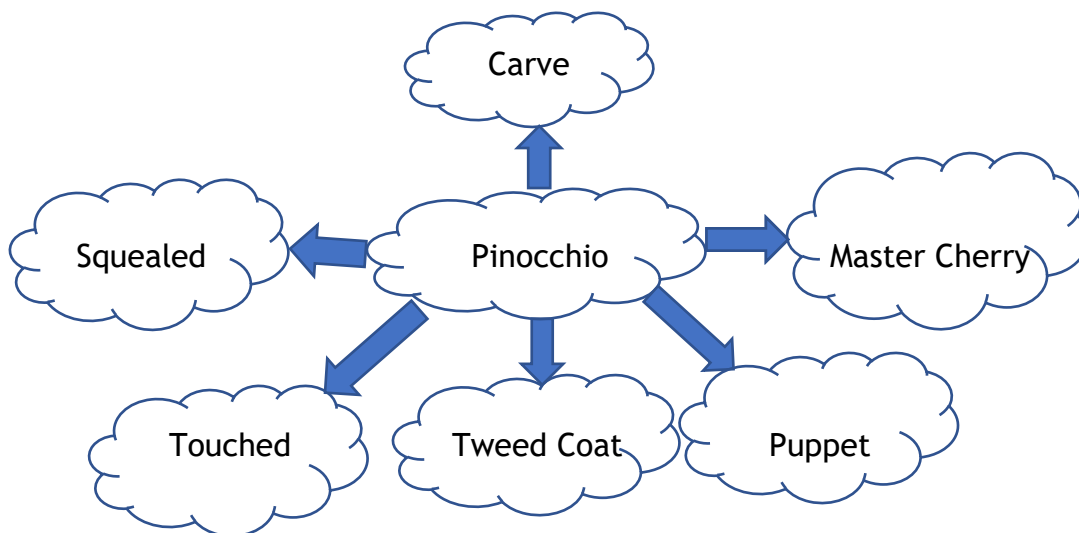 Carve
Squealed
Pinocchio
Master Cherry
Touched
Tweed Coat
Puppet